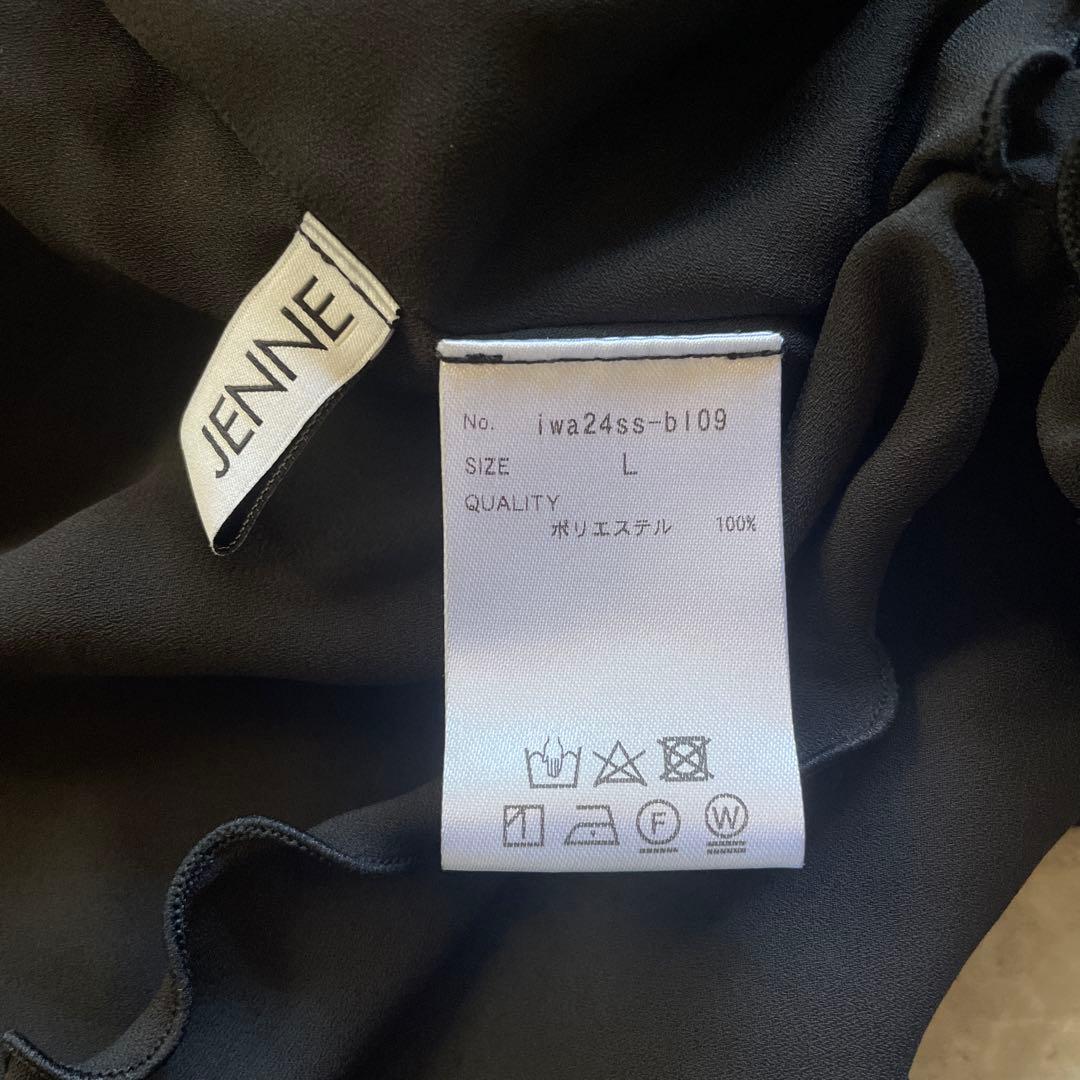 JENNE
No. iwa24ss-bl09
SIZE L
QUALITY
ポリエステル 100%
F W